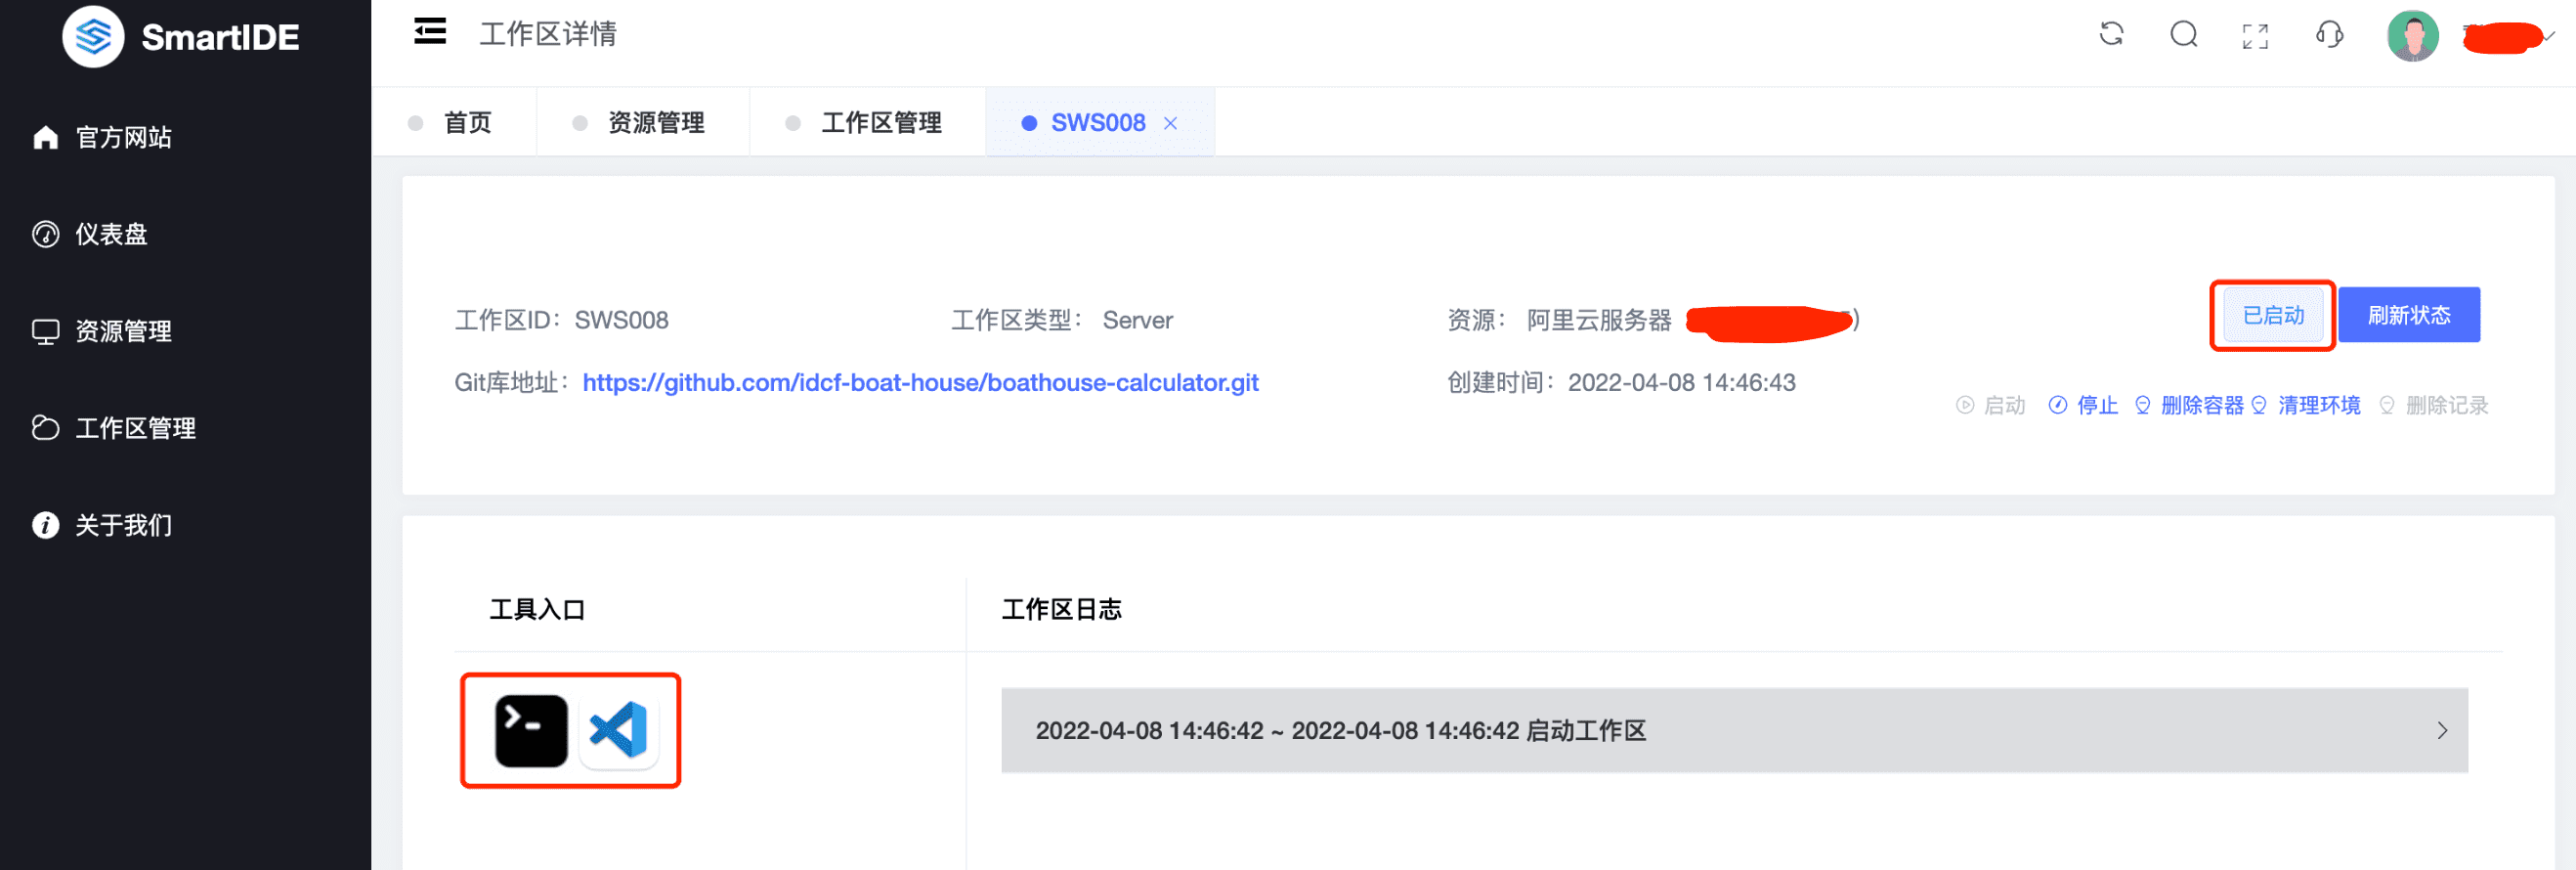 SmartIDE
工作区详情
官方网站
仪表盘
资源管理
工作区管理
关于我们
首页
资源管理
工作区管理
SWS008
工作区ID： SWS008
工作区类型： Server
资源： 阿里云服务器 )
已启动
刷新状态
Git库地址： https://github.com/idcf-boat-house/boathouse-calculator.git
创建时间： 2022-04-08 14:46:43
启动 停止 删除容器 清理环境 删除记录
工具入口
工作区日志
2022-04-08 14:46:42 ~ 2022-04-08 14:46:42 启动工作区